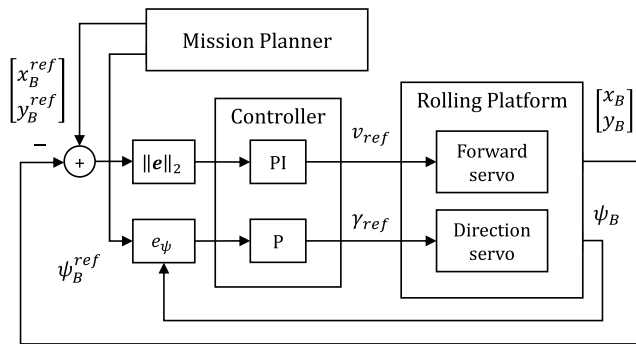 Mission Planner
[x_B^ref
y_B^ref]
Controller
Rolling Platform
[x_B
y_B]
−
+
‖e‖₂
PI
v_ref
Forward
servo
ψ_B
e_ψ
P
γ_ref
Direction
servo
ψ_B^ref